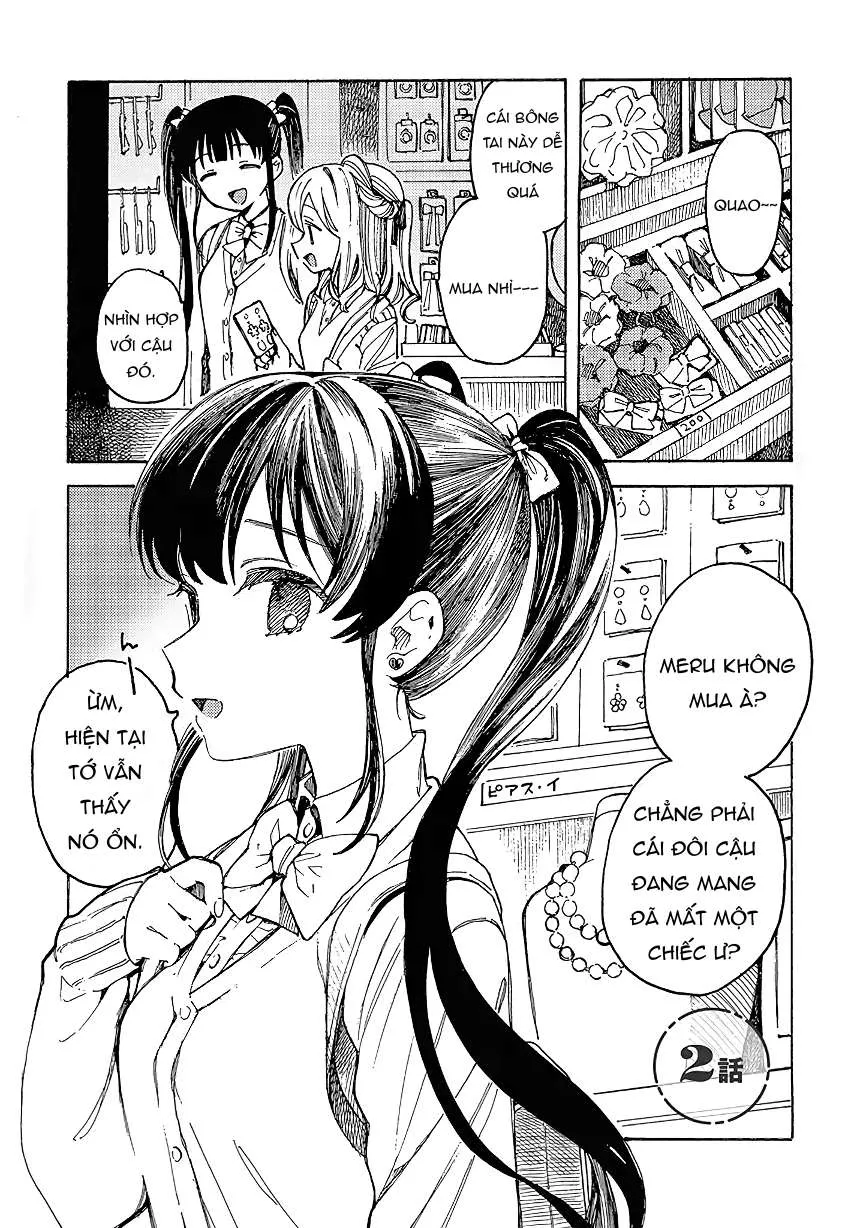 QUAO~~
200
CÁI BÔNG
TAI NÀY DỄ
THƯƠNG
QUÁ
MUA NHỈ---
NHÌN HỢP
VỚI CẬU
ĐÓ.
MERU KHÔNG
MUA À?
CHẲNG PHẢI
CÁI ĐÔI CẬU
ĐANG MANG
ĐÃ MẤT MỘT
CHIẾC Ư?
ん
ỪM,
HIỆN TẠI
TỚ VẪN
THẤY
NÓ ỔN.
ピアス・イ
2話